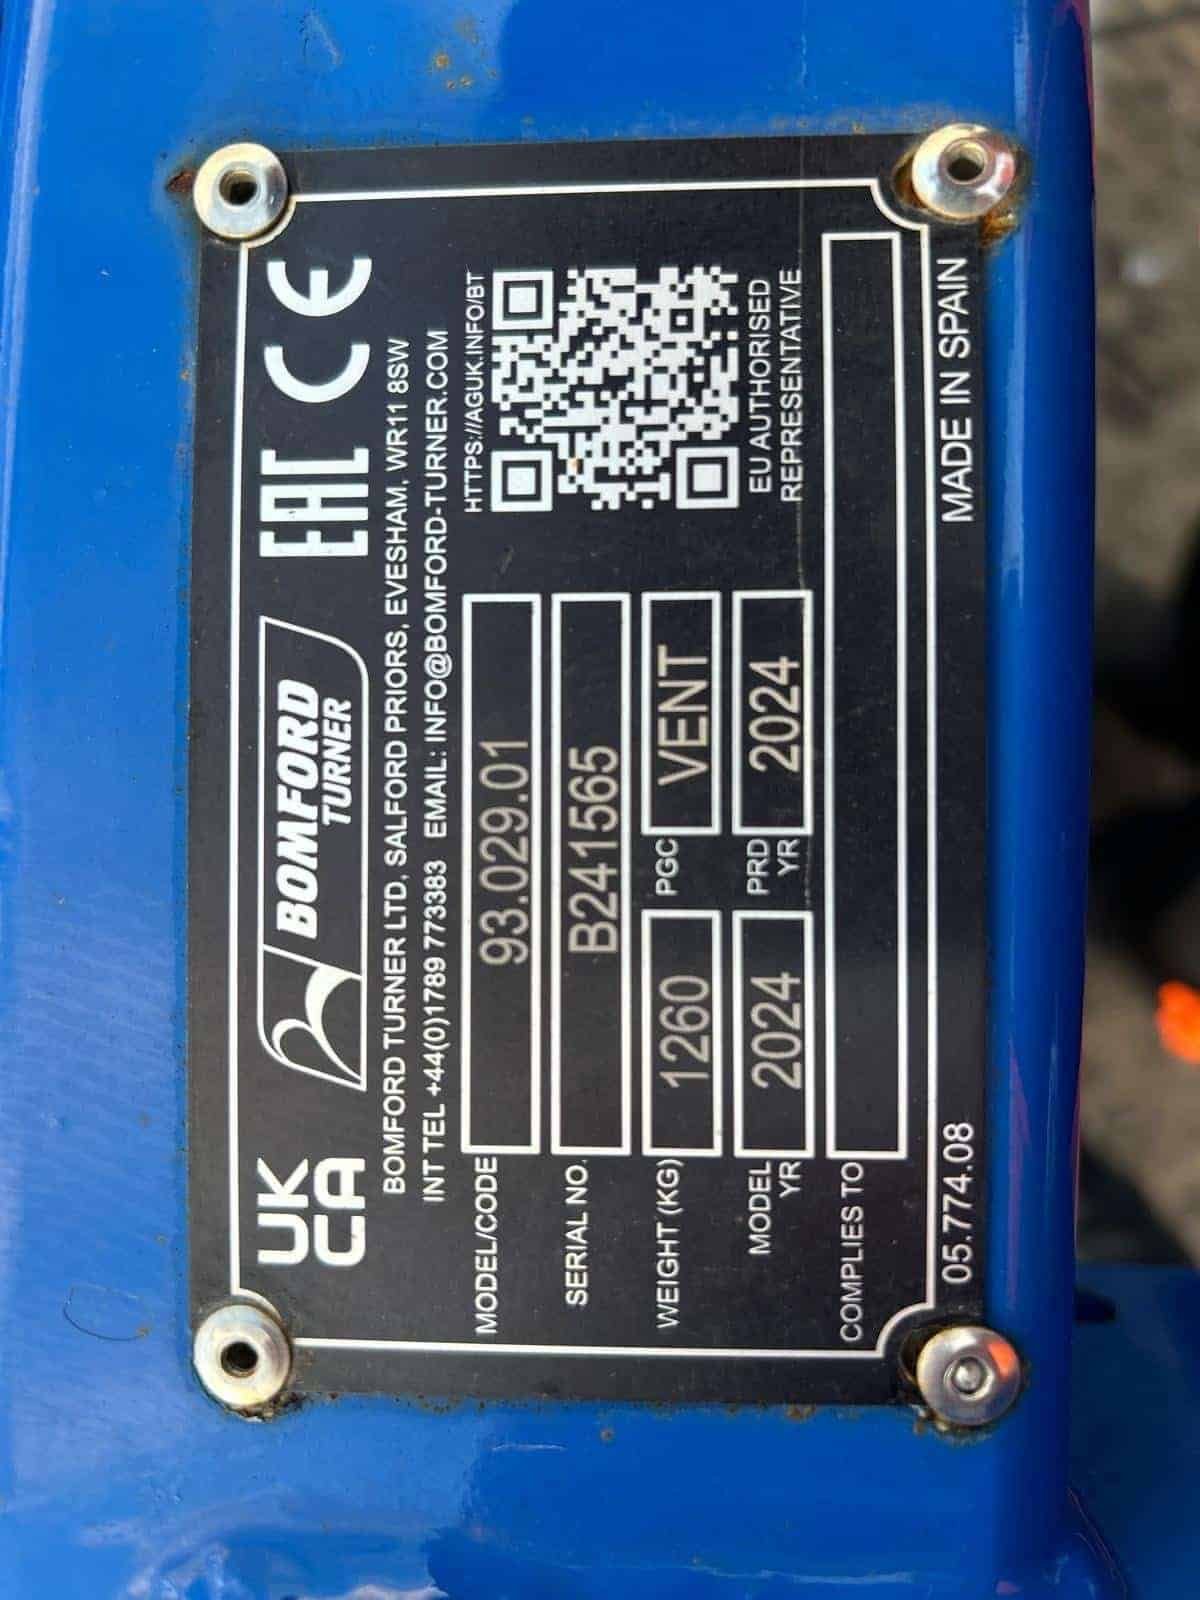 UK
CA
BOMFORD
TURNER
EAC CE
BOMFORD TURNER LTD, SALFORD PRIORS, EVESHAM, WR11 8SW
INT TEL +44(0)1789 773383 EMAIL: INFO@BOMFORD-TURNER.COM
MODEL/CODE 93.029.01
HTTPS://AGUK.INFO/BT
SERIAL NO. B241565
WEIGHT (KG) 1260 PGC VENT
MODEL YR 2024 PRD YR 2024
EU AUTHORISED
REPRESENTATIVE
COMPLIES TO
05.774.08 MADE IN SPAIN